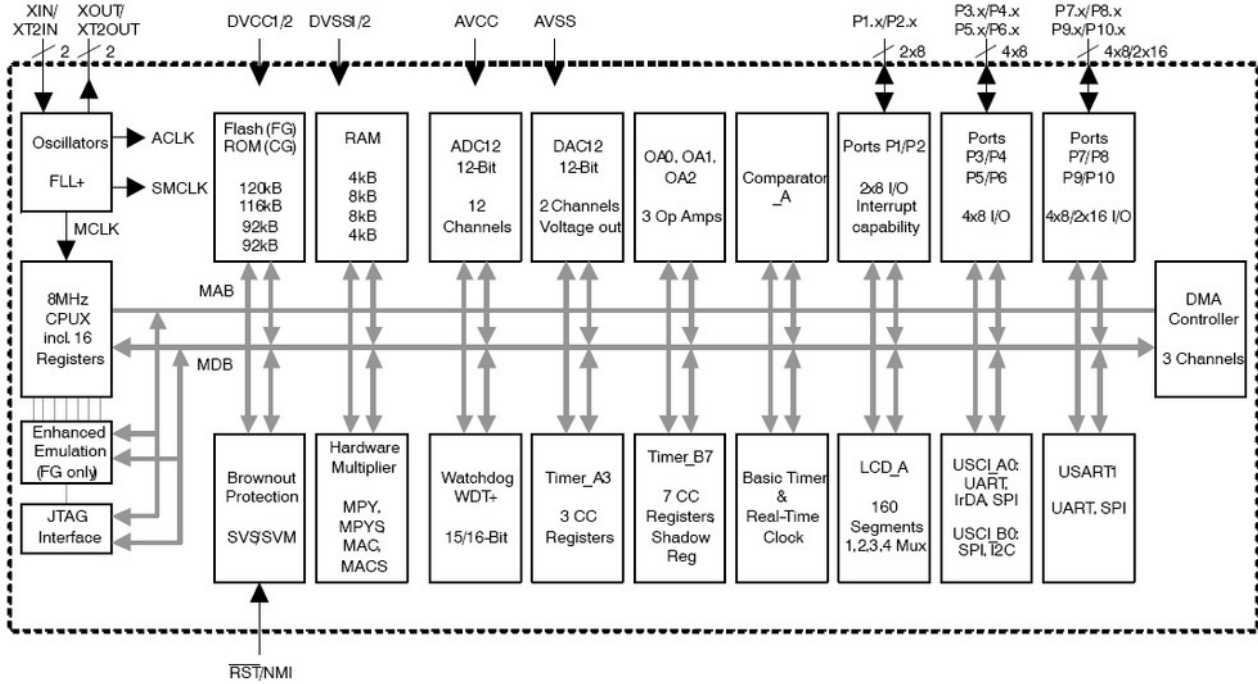 XIN/
XT2IN
XOUT/
XT2OUT
2
2
DVCC1/2
DVSS1/2
AVCC
AVSS
P1.x/P2.x
2x8
P3.x/P4.x
P5.x/P6.x
4x8
P7.x/P8.x
P9.x/P10.x
4x8/2x16
Oscillators
FLL+
ACLK
SMCLK
MCLK
Flash (FG)
ROM (CG)
120kB
116kB
92kB
92kB
RAM
4kB
8kB
8kB
4kB
ADC12
12-Bit
12
Channels
DAC12
12-Bit
2 Channels
Voltage out
OA0, OA1,
OA2
3 Op Amps
Comparator
_A
Ports P1/P2
2x8 I/O
Interrupt
capability
Ports
P3/P4
P5/P6
4x8 I/O
Ports
P7/P8
P9/P10
4x8/2x16 I/O
8MHz
CPUX
incl. 16
Registers
MAB
MDB
DMA
Controller
3 Channels
Enhanced
Emulation
(FG only)
JTAG
Interface
Brownout
Protection
SVS/SVM
Hardware
Multiplier
MPY,
MPYS,
MAC,
MACS
Watchdog
WDT+
15/16-Bit
Timer_A3
3 CC
Registers
Timer_B7
7 CC
Registers,
Shadow
Reg
Basic Timer
&
Real-Time
Clock
LCD_A
160
Segments
1,2,3,4 Mux
USCI_A0:
UART,
IrDA, SPI
USCI_B0:
SPI, I2C
USART1
UART, SPI
RST/NMI